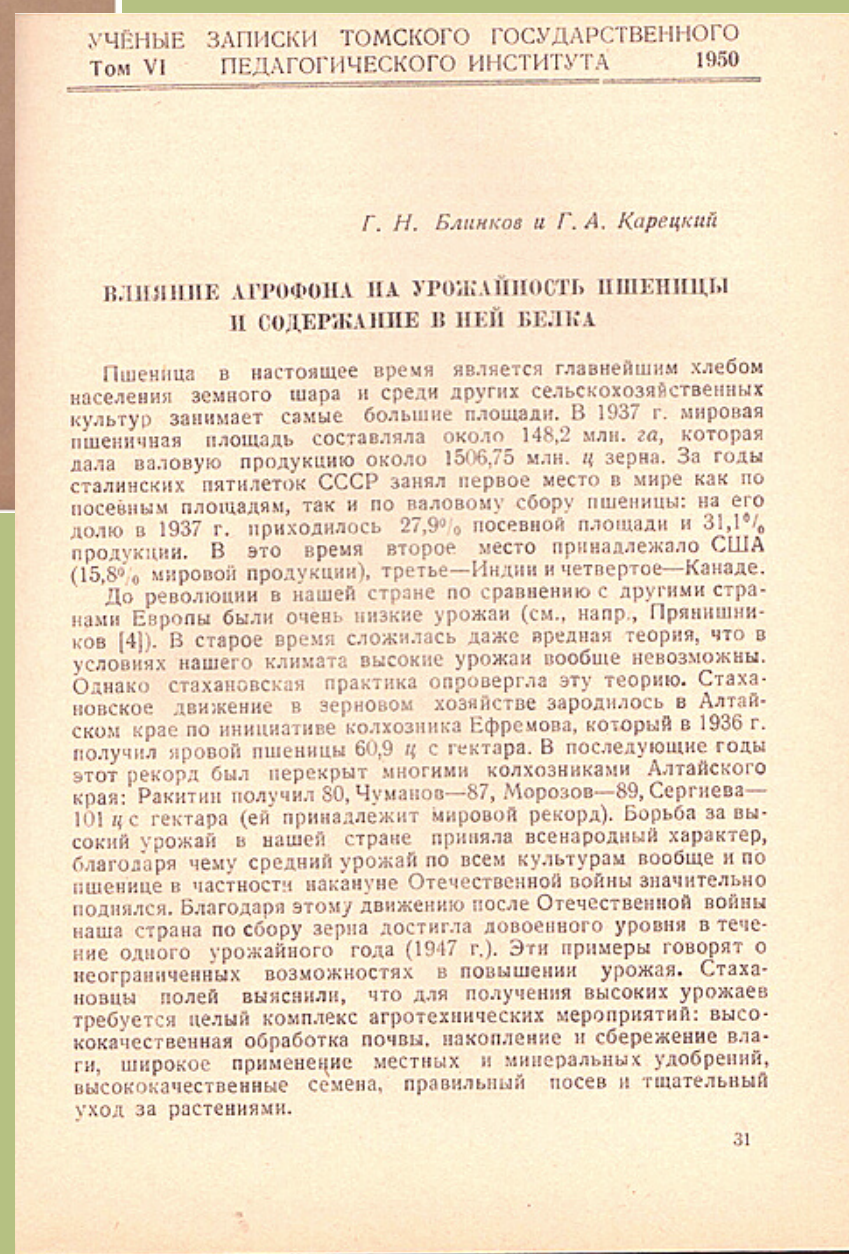 УЧЁНЫЕ ЗАПИСКИ ТОМСКОГО ГОСУДАРСТВЕННОГО
Том VI ПЕДАГОГИЧЕСКОГО ИНСТИТУТА 1950
Г. Н. Блинков и Г. А. Карецкий
ВЛИЯНИЕ АГРОФОНА НА УРОЖАЙНОСТЬ ПШЕНИЦЫ
И СОДЕРЖАНИЕ В НЕЙ БЕЛКА
Пшеница в настоящее время является главнейшим хлебом
населения земного шара и среди других сельскохозяйственных
культур занимает самые большие площади. В 1937 г. мировая
пшеничная площадь составляла около 148,2 млн. га, которая
дала валовую продукцию около 1506,75 млн. ц зерна. За годы
сталинских пятилеток СССР занял первое место в мире как по
посевным площадям, так и по валовому сбору пшеницы: на его
долю в 1937 г. приходилось 27,9% посевной площади и 31,1%
продукции. В это время второе место принадлежало США
(15,8% мировой продукции), третье—Индии и четвертое—Канаде.
До революции в нашей стране по сравнению с другими стра-
нами Европы были очень низкие урожаи (см., напр., Прянишни-
ков [4]). В старое время сложилась даже вредная теория, что в
условиях нашего климата высокие урожаи вообще невозможны.
Однако стахановская практика опровергла эту теорию. Стаха-
новское движение в зерновом хозяйстве зародилось в Алтай-
ском крае по инициативе колхозника Ефремова, который в 1936 г.
получил яровой пшеницы 60,9 ц с гектара. В последующие годы
этот рекорд был перекрыт многими колхозниками Алтайского
края: Ракитин получил 80, Чуманов—87, Морозов—89, Сергиева—
101 ц с гектара (ей принадлежит мировой рекорд). Борьба за вы-
сокий урожай в нашей стране приняла всенародный характер,
благодаря чему средний урожай по всем культурам вообще и по
пшенице в частности накануне Отечественной войны значительно
поднялся. Благодаря этому движению после Отечественной войны
наша страна по сбору зерна достигла довоенного уровня в тече-
ние одного урожайного года (1947 г.). Эти примеры говорят о
неограниченных возможностях в повышении урожая. Стаха-
новцы полей выяснили, что для получения высоких урожаев
требуется целый комплекс агротехнических мероприятий: высо-
кокачественная обработка почвы, накопление и сбережение вла-
ги, широкое применение местных и минеральных удобрений,
высококачественные семена, правильный посев и тщательный
уход за растениями.
31